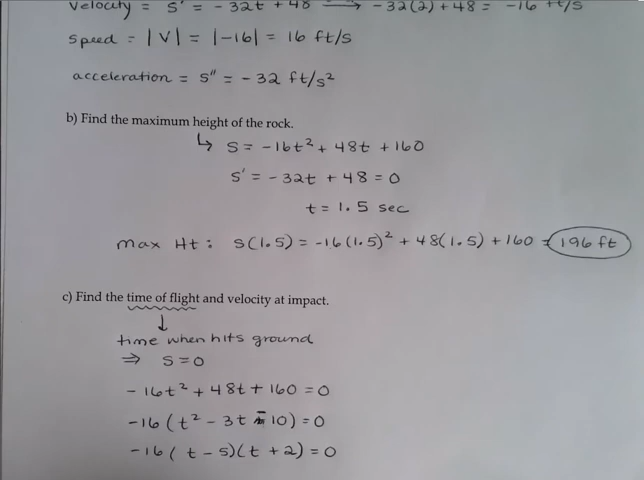 velocity = s' = -32t + 48 ⟶ -32(2) + 48 = -16 ft/s
speed = |v| = |-16| = 16 ft/s
acceleration = s" = -32 ft/s²
b) Find the maximum height of the rock.
↳ s = -16t² + 48t + 160
s' = -32t + 48 = 0
t = 1.5 sec
max Ht: s(1.5) = -16(1.5)² + 48(1.5) + 160 = 196 ft
c) Find the time of flight and velocity at impact.
↓
time when hits ground
⇒ s = 0
-16t² + 48t + 160 = 0
-16(t² - 3t - 10) = 0
-16(t - 5)(t + 2) = 0